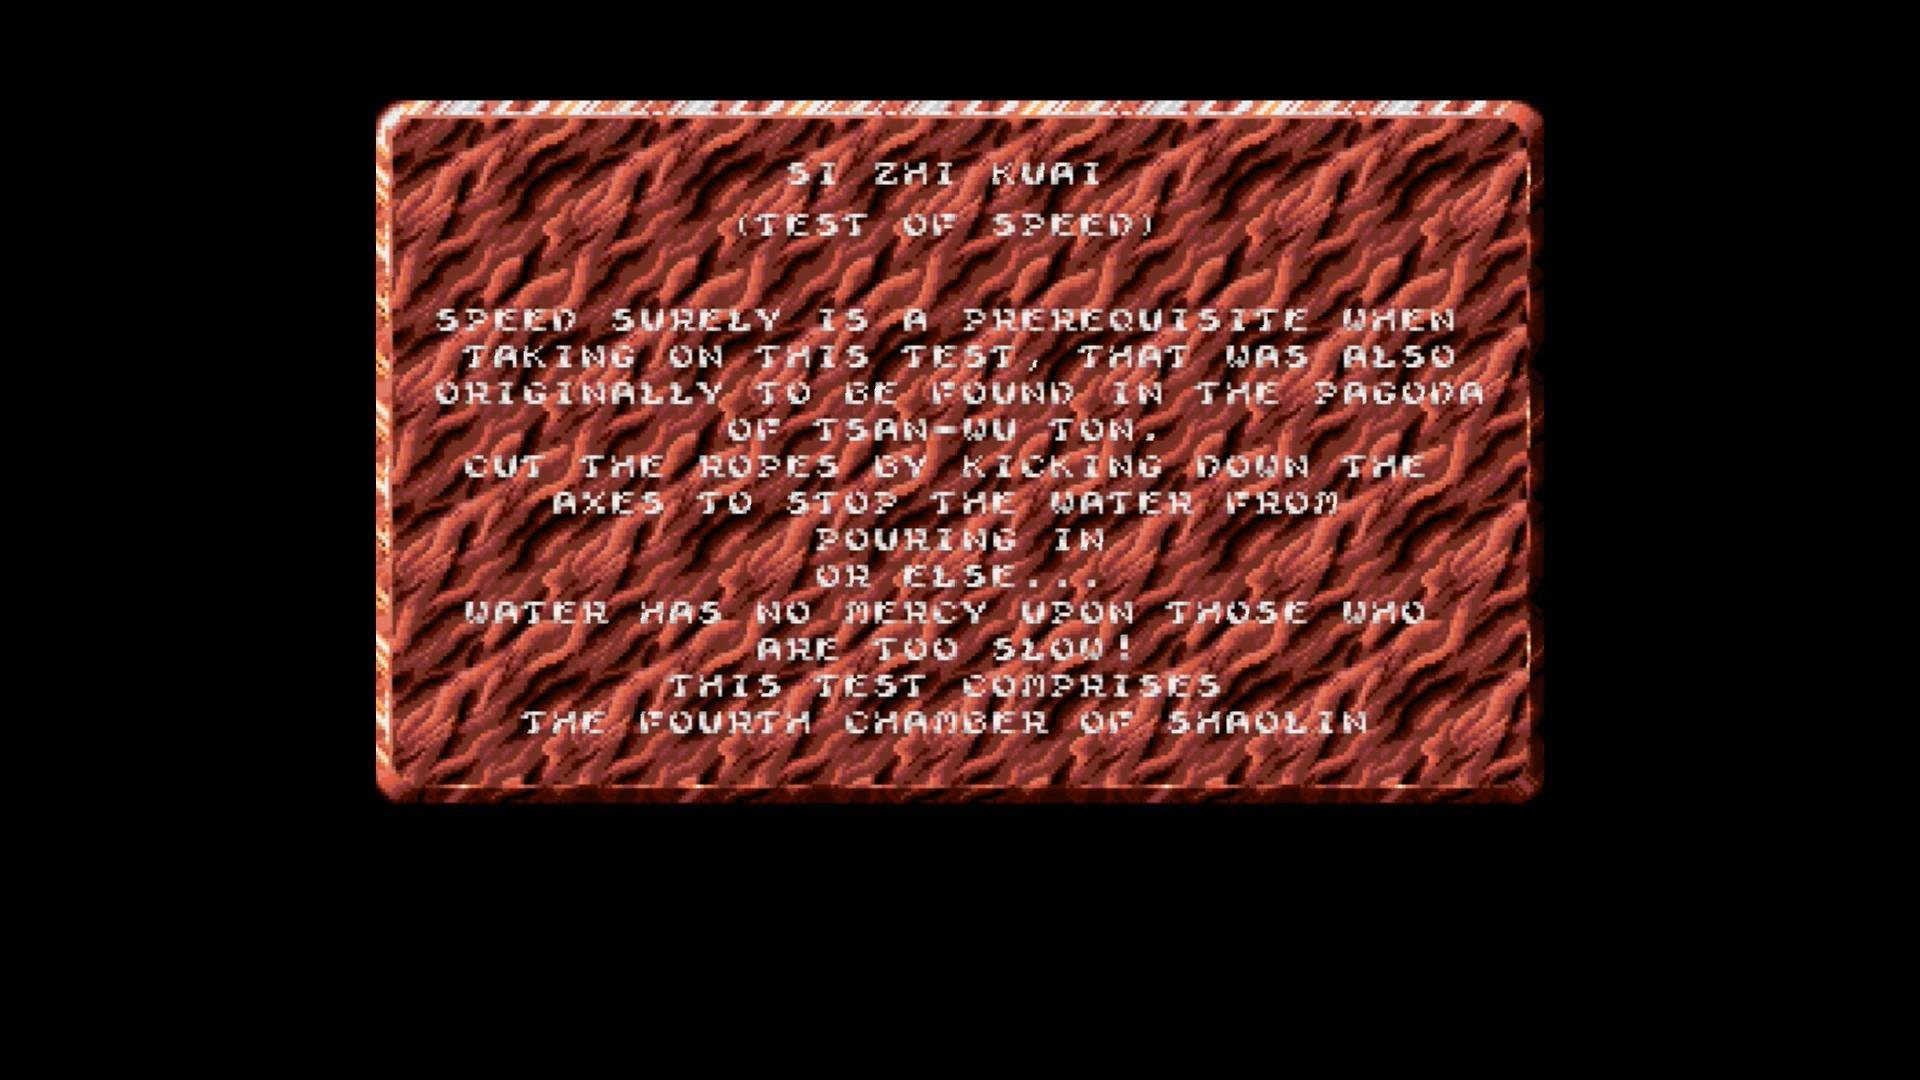 SI ZHI KUAI
(TEST OF SPEED)
SPEED SURELY IS A PREREQUISITE WHEN
TAKING ON THIS TEST, THAT WAS ALSO
ORIGINALLY TO BE FOUND IN THE PAGODA
OF TSAN-WU TON.
CUT THE ROPES BY KICKING DOWN THE
AXES TO STOP THE WATER FROM
POURING IN
OR ELSE...
WATER HAS NO MERCY UPON THOSE WHO
ARE TOO SLOW!
THIS TEST COMPRISES
THE FOURTH CHAMBER OF SHAOLIN